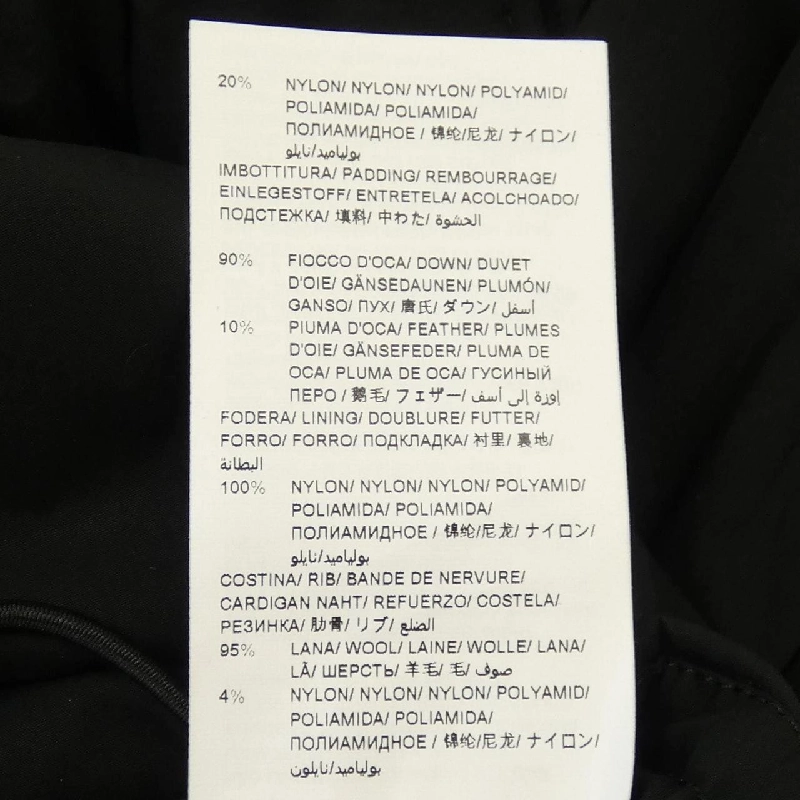 20% NYLON/ NYLON/ NYLON/ POLYAMID/
POLIAMIDA/ POLIAMIDA/
ПОЛИАМИДНОЕ / 锦纶/尼龙/ ナイロン/
بولياميد/نايلو
IMBOTTITURA/ PADDING/ REMBOURRAGE/
EINLEGESTOFF/ ENTRETELA/ ACOLCHOADO/
ПОДСТЕЖКА/ 填料/ 中わた/ الحشوة
90% FIOCCO D'OCA/ DOWN/ DUVET
D'OIE/ GÄNSEDAUNEN/ PLUMÓN/
GANSO/ ПУХ/ 唐氏/ ダウン/ أسفل
10% PIUMA D'OCA/ FEATHER/ PLUMES
D'OIE/ GÄNSEFEDER/ PLUMA DE
OCA/ PLUMA DE OCA/ ГУСИНЫЙ
ПЕРО / 鹅毛/ フェザー/ إوزة إلى أسف
FODERA/ LINING/ DOUBLURE/ FUTTER/
FORRO/ FORRO/ ПОДКЛАДКА/ 衬里/ 裏地/
البطانة
100% NYLON/ NYLON/ NYLON/ POLYAMID/
POLIAMIDA/ POLIAMIDA/
ПОЛИАМИДНОЕ / 锦纶/尼龙/ ナイロン/
بولياميد/نايلو
COSTINA/ RIB/ BANDE DE NERVURE/
CARDIGAN NAHT/ REFUERZO/ COSTELA/
РЕЗИНКА/ 肋骨/ リブ/ الضلع
95% LANA/ WOOL/ LAINE/ WOLLE/ LANA/
LÃ/ ШЕРСТЬ/ 羊毛/ 毛/ صوف
4% NYLON/ NYLON/ NYLON/ POLYAMID/
POLIAMIDA/ POLIAMIDA/
ПОЛИАМИДНОЕ / 锦纶/尼龙/ ナイロン/
بولياميد/نايلون